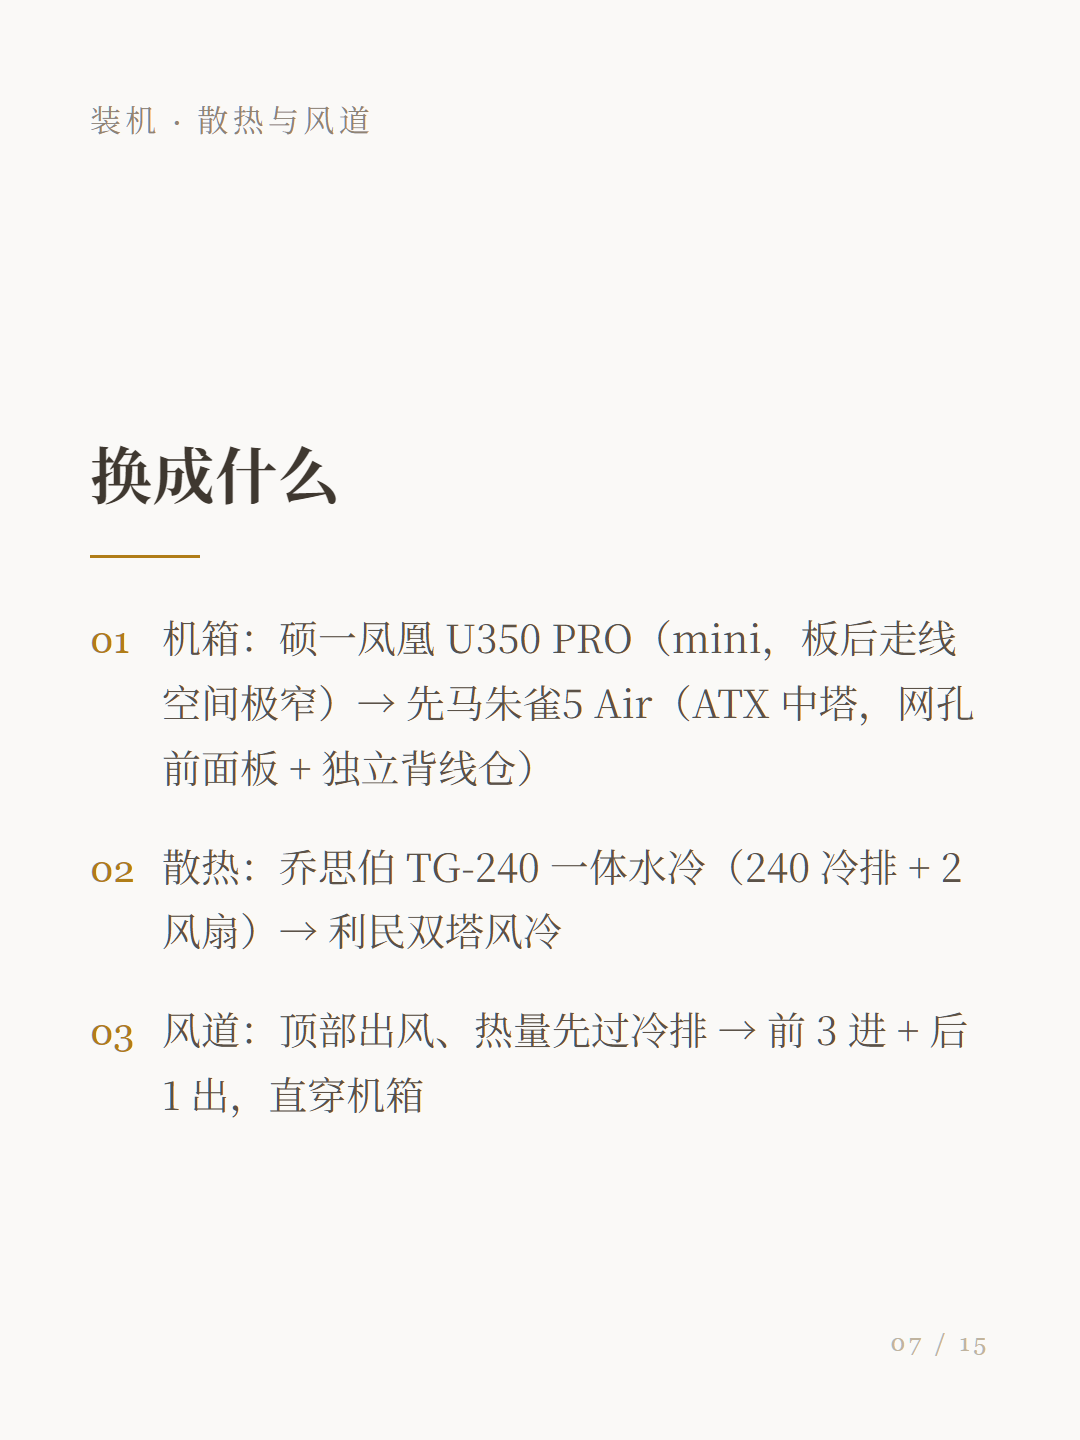 装机 · 散热与风道
换成什么
01 机箱：硕一凤凰 U350 PRO（mini，板后走线
空间极窄）→ 先马朱雀5 Air（ATX 中塔，网孔
前面板 + 独立背线仓）
02 散热：乔思伯 TG-240 一体水冷（240 冷排 + 2
风扇）→ 利民双塔风冷
03 风道：顶部出风、热量先过冷排 → 前 3 进 + 后
1 出，直穿机箱
07 / 15